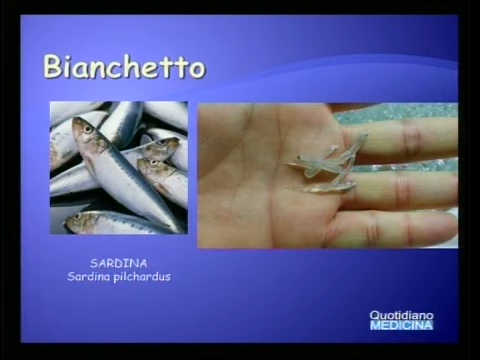 Bianchetto
SARDINA
Sardina pilchardus
Quotidiano
MEDICINA